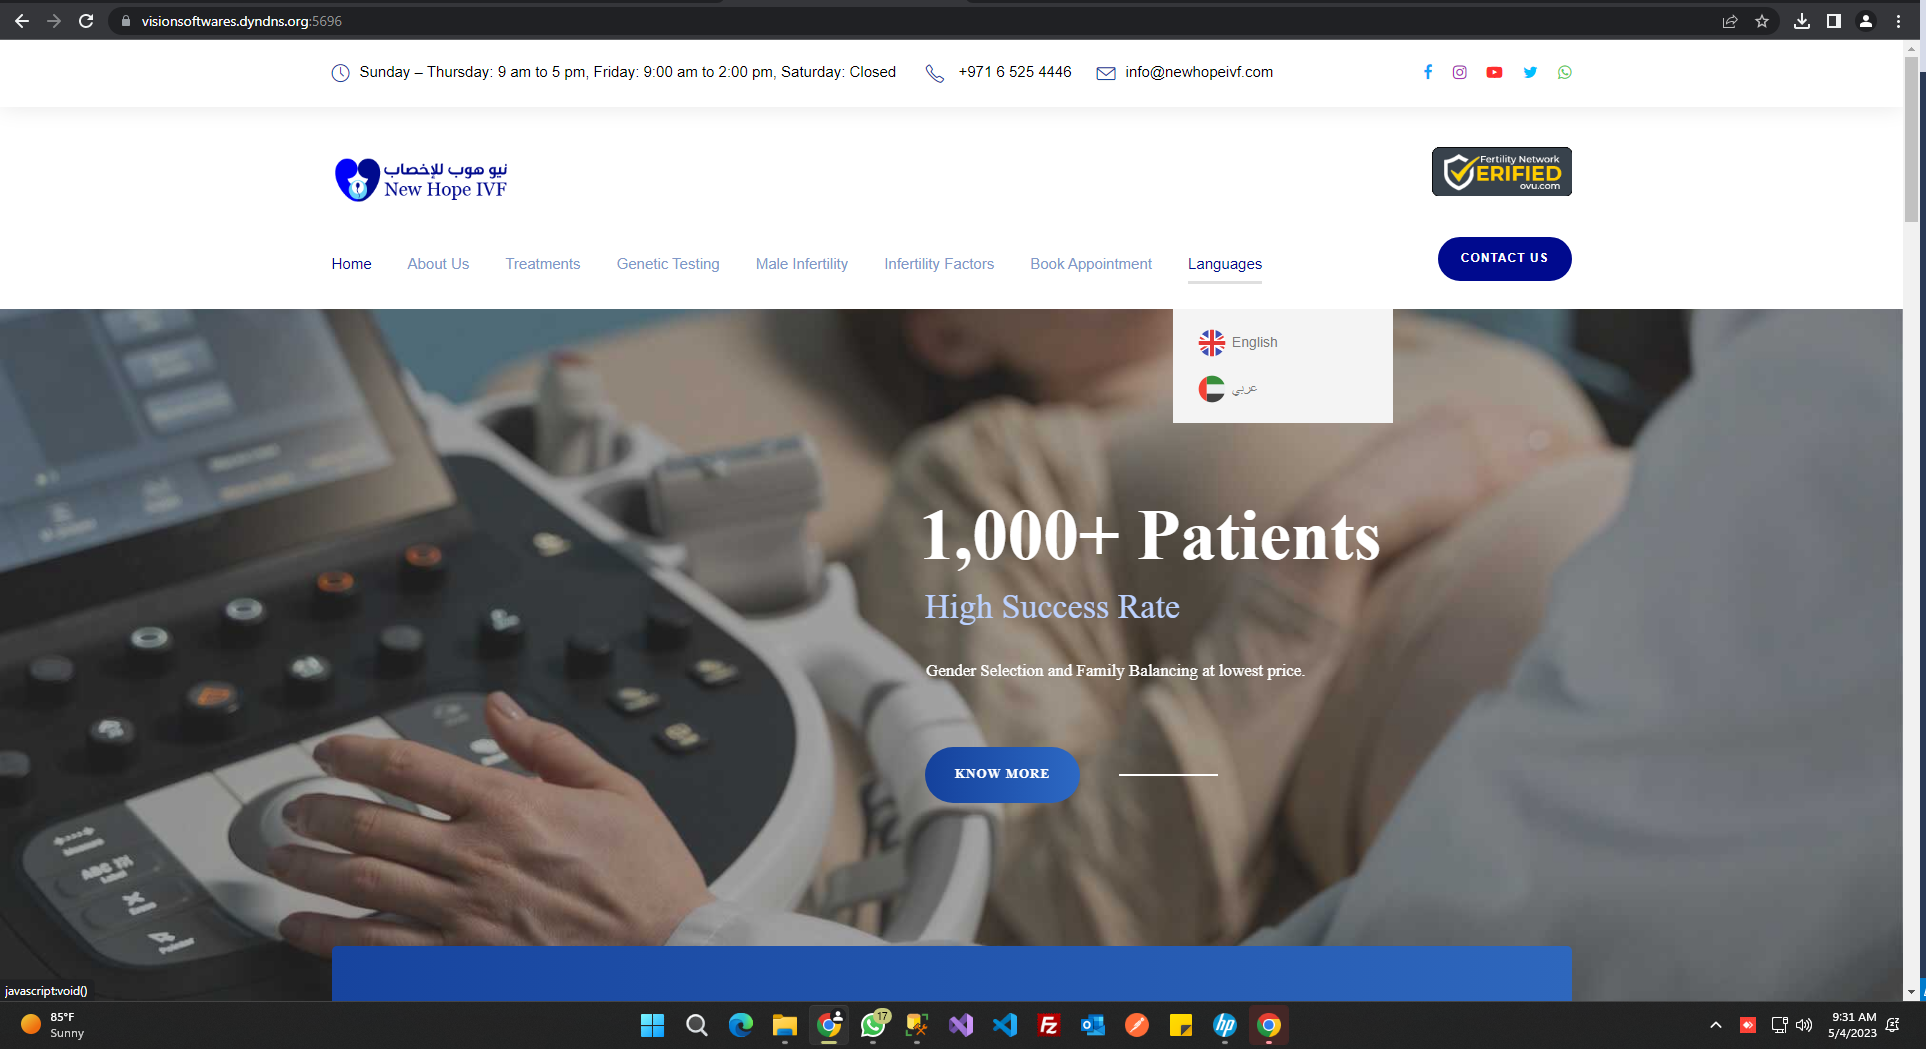 visionsoftwares.dyndns.org:5696
Sunday – Thursday: 9 am to 5 pm, Friday: 9:00 am to 2:00 pm, Saturday: Closed
+971 6 525 4446
info@newhopeivf.com
نيو هوب للإخصاب
New Hope IVF
Fertility Network
VERIFIED
ovu.com
Home
About Us
Treatments
Genetic Testing
Male Infertility
Infertility Factors
Book Appointment
Languages
CONTACT US
English
عربي
1,000+ Patients
High Success Rate
Gender Selection and Family Balancing at lowest price.
KNOW MORE
javascript:void()
85°F
Sunny
17
9:31 AM
5/4/2023